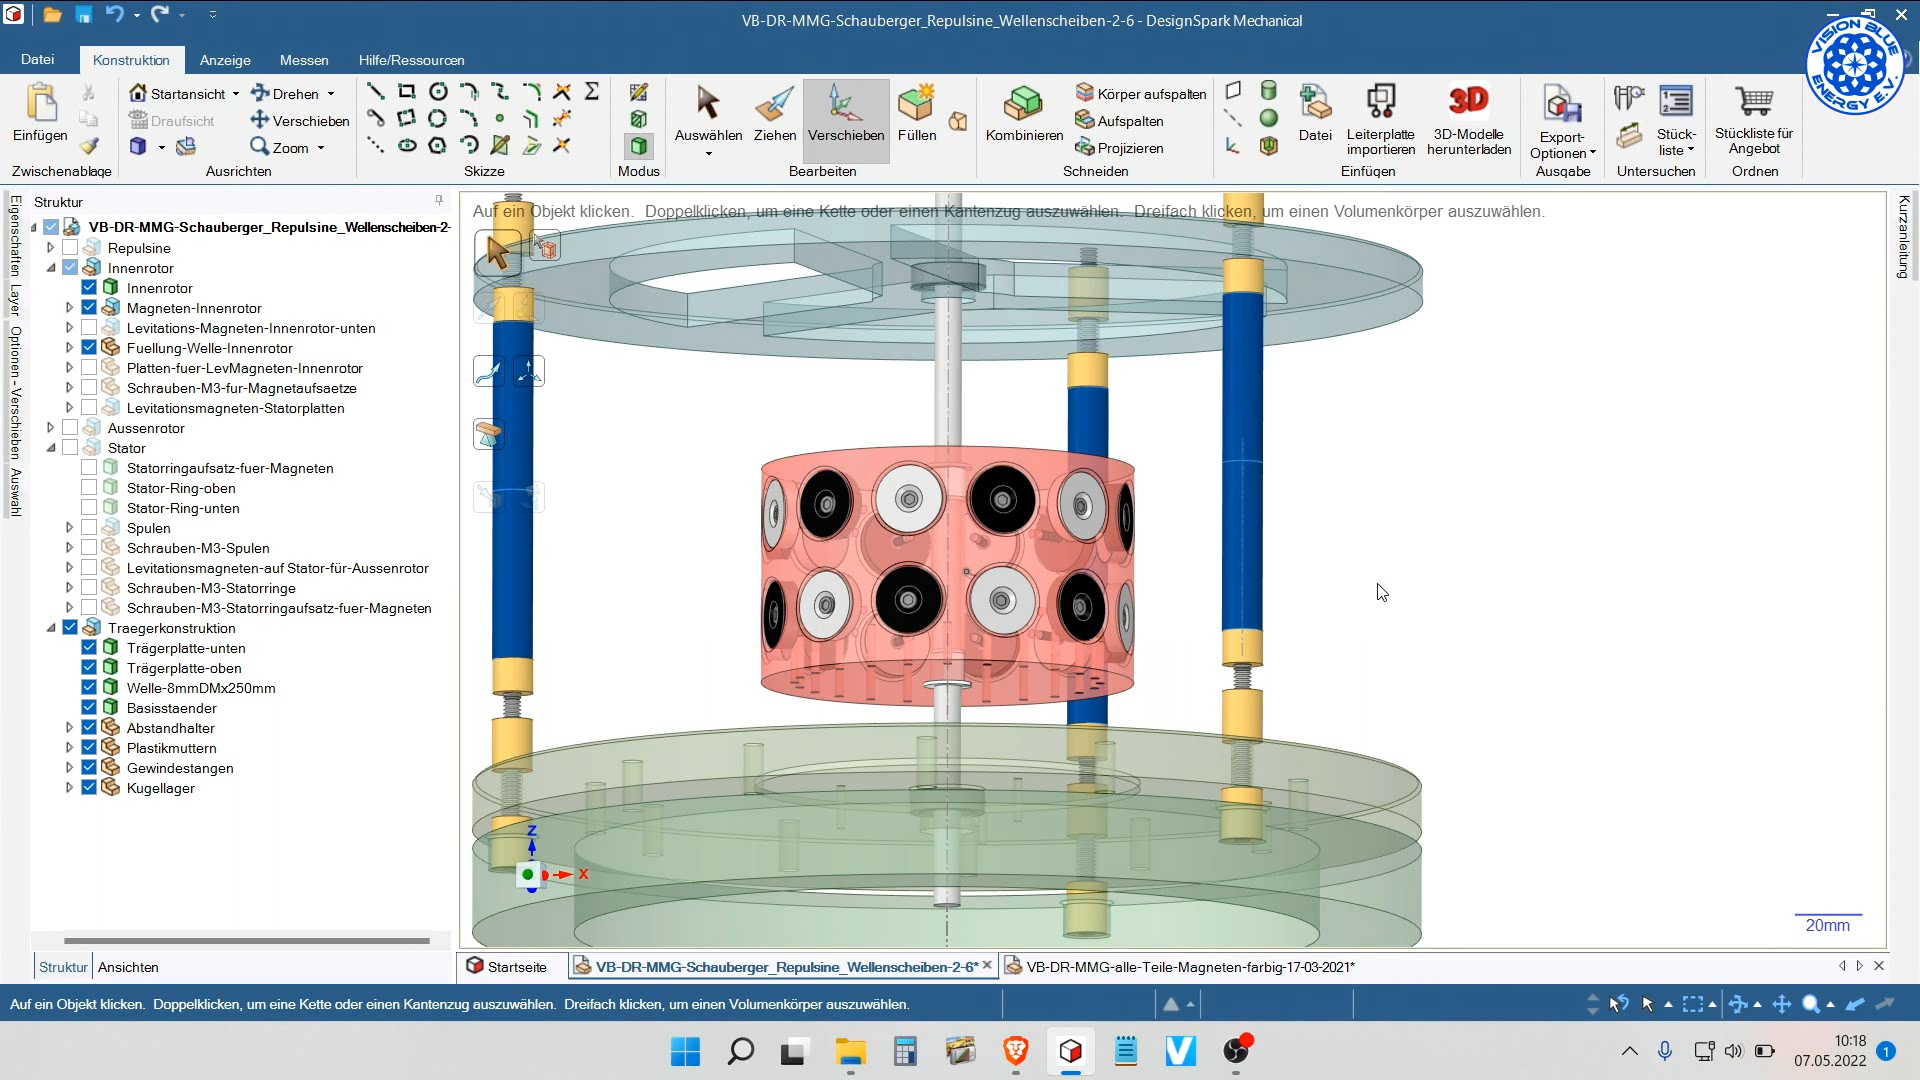 VB-DR-MMG-Schauberger_Repulsine_Wellenscheiben-2-6 - DesignSpark Mechanical
VISION BLUE ENERGY E.V.
Datei
Konstruktion
Anzeige
Messen
Hilfe/Ressourcen
Einfügen
Zwischenablage
Startansicht
Draufsicht
Drehen
Verschieben
Zoom
Ausrichten
Skizze
Modus
Auswählen
Ziehen
Verschieben
Füllen
Bearbeiten
Kombinieren
Körper aufspalten
Aufspalten
Projizieren
Schneiden
Datei
Leiterplatte importieren
3D
3D-Modelle herunterladen
Einfügen
Export-Optionen
Ausgabe
Stück-liste
Untersuchen
Stückliste für Angebot
Ordnen
Eigenschaften
Layer
Optionen - Verschieben
Auswahl
Struktur
VB-DR-MMG-Schauberger_Repulsine_Wellenscheiben-2-
Repulsine
Innenrotor
Innenrotor
Magneten-Innenrotor
Levitations-Magneten-Innenrotor-unten
Fuellung-Welle-Innenrotor
Platten-fuer-LevMagneten-Innenrotor
Schrauben-M3-fur-Magnetaufsaetze
Levitationsmagneten-Statorplatten
Aussenrotor
Stator
Statorringaufsatz-fuer-Magneten
Stator-Ring-oben
Stator-Ring-unten
Spulen
Schrauben-M3-Spulen
Levitationsmagneten-auf Stator-für-Aussenrotor
Schrauben-M3-Statorringe
Schrauben-M3-Statorringaufsatz-fuer-Magneten
Traegerkonstruktion
Trägerplatte-unten
Trägerplatte-oben
Welle-8mmDMx250mm
Basisstaender
Abstandhalter
Plastikmuttern
Gewindestangen
Kugellager
Struktur
Ansichten
Auf ein Objekt klicken. Doppelklicken, um eine Kette oder einen Kantenzug auszuwählen. Dreifach klicken, um einen Volumenkörper auszuwählen.
Kurzanleitung
Z
X
20mm
Startseite
VB-DR-MMG-Schauberger_Repulsine_Wellenscheiben-2-6*
VB-DR-MMG-alle-Teile-Magneten-farbig-17-03-2021*
Auf ein Objekt klicken. Doppelklicken, um eine Kette oder einen Kantenzug auszuwählen. Dreifach klicken, um einen Volumenkörper auszuwählen.
10:18
07.05.2022
1